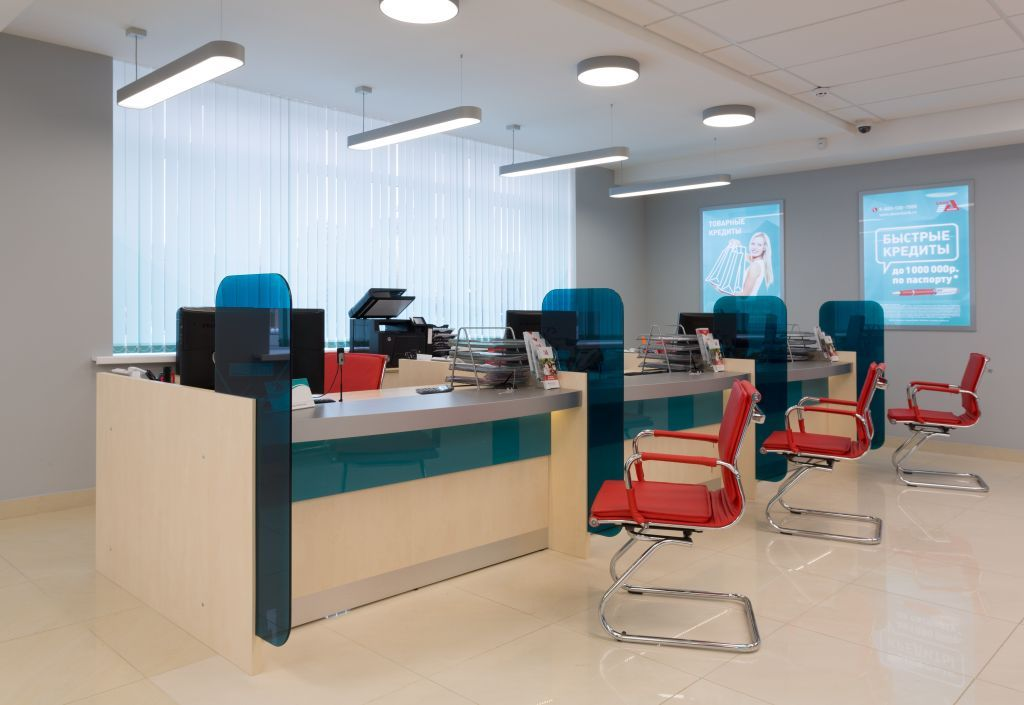 ТОВАРНЫЕ
КРЕДИТЫ
БЫСТРЫЕ
КРЕДИТЫ
до 1 000 000р.
по паспорту*